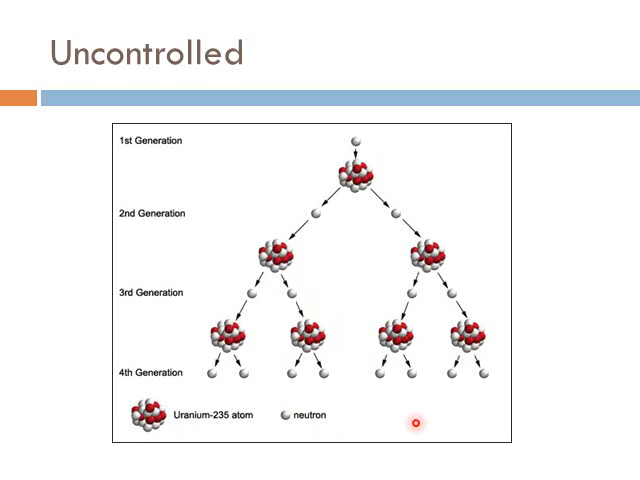 Uncontrolled
1st Generation
2nd Generation
3rd Generation
4th Generation
Uranium-235 atom
neutron